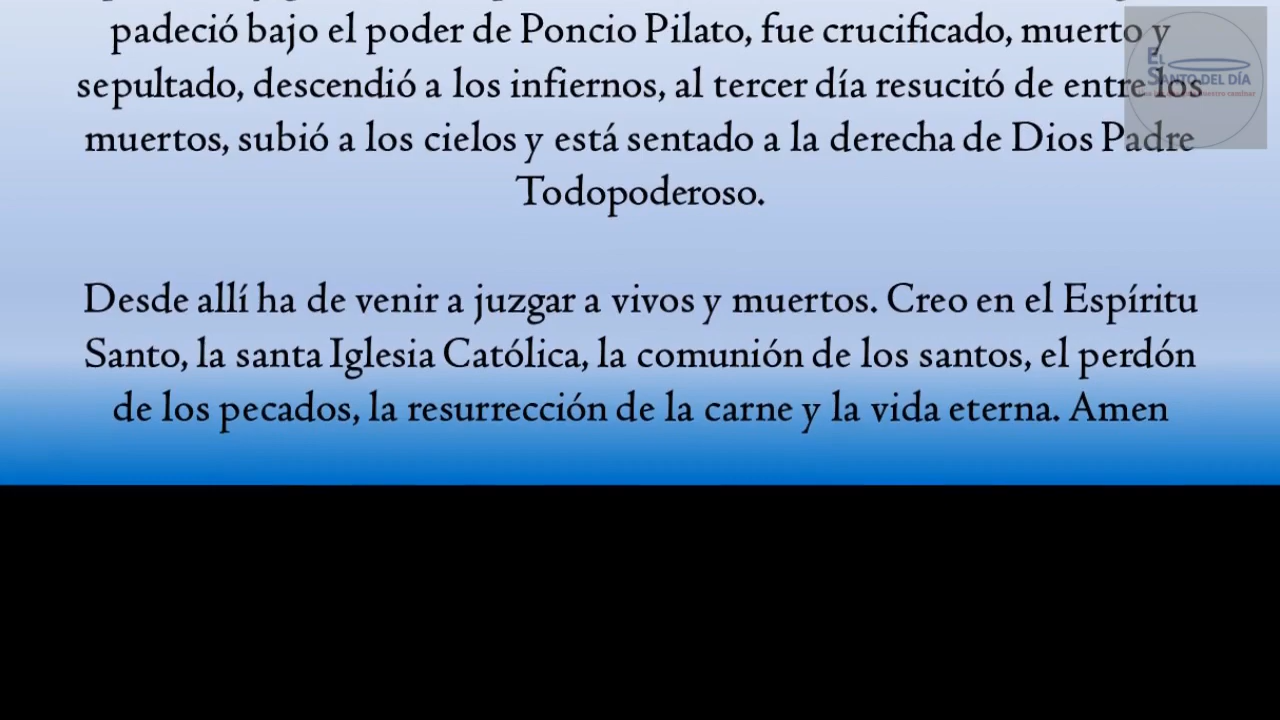 padeció bajo el poder de Poncio Pilato, fue crucificado, muerto y
sepultado, descendió a los infiernos, al tercer día resucitó de entre los
muertos, subió a los cielos y está sentado a la derecha de Dios Padre
Todopoderoso.
Desde allí ha de venir a juzgar a vivos y muertos. Creo en el Espíritu
Santo, la santa Iglesia Católica, la comunión de los santos, el perdón
de los pecados, la resurrección de la carne y la vida eterna. Amen
EL
SANTO DEL DÍA